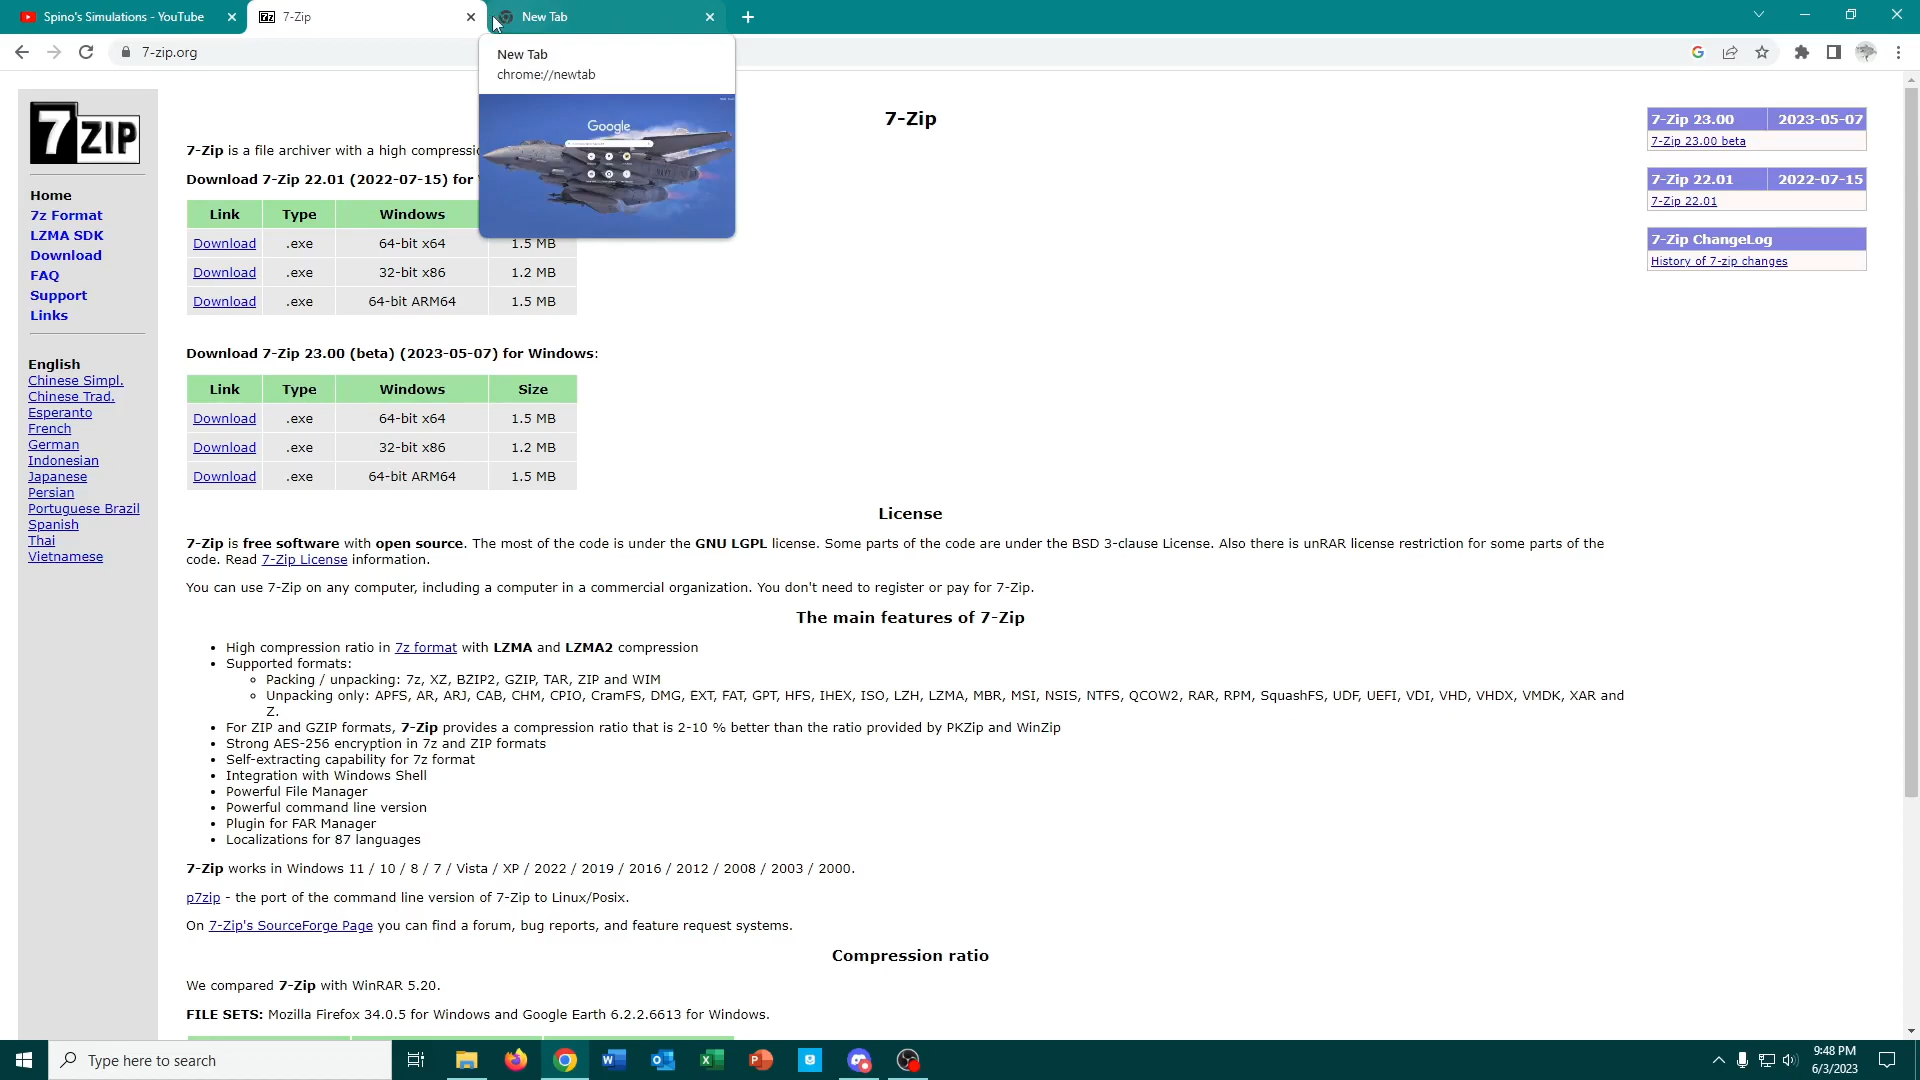 Spino's Simulations - YouTube
7-Zip
New Tab
7-zip.org
New Tab
chrome://newtab
Google
7ZIP
Home
7z Format
LZMA SDK
Download
FAQ
Support
Links
English
Chinese Simpl.
Chinese Trad.
Esperanto
French
German
Indonesian
Japanese
Persian
Portuguese Brazil
Spanish
Thai
Vietnamese
7-Zip
7-Zip is a file archiver with a high compressi
Download 7-Zip 22.01 (2022-07-15) for
Link Type Windows
Download .exe 64-bit x64 1.5 MB
Download .exe 32-bit x86 1.2 MB
Download .exe 64-bit ARM64 1.5 MB
Download 7-Zip 23.00 (beta) (2023-05-07) for Windows:
Link Type Windows Size
Download .exe 64-bit x64 1.5 MB
Download .exe 32-bit x86 1.2 MB
Download .exe 64-bit ARM64 1.5 MB
License
7-Zip is free software with open source. The most of the code is under the GNU LGPL license. Some parts of the code are under the BSD 3-clause License. Also there is unRAR license restriction for some parts of the
code. Read 7-Zip License information.
You can use 7-Zip on any computer, including a computer in a commercial organization. You don't need to register or pay for 7-Zip.
The main features of 7-Zip
• High compression ratio in 7z format with LZMA and LZMA2 compression
• Supported formats:
◦ Packing / unpacking: 7z, XZ, BZIP2, GZIP, TAR, ZIP and WIM
◦ Unpacking only: APFS, AR, ARJ, CAB, CHM, CPIO, CramFS, DMG, EXT, FAT, GPT, HFS, IHEX, ISO, LZH, LZMA, MBR, MSI, NSIS, NTFS, QCOW2, RAR, RPM, SquashFS, UDF, UEFI, VDI, VHD, VHDX, VMDK, XAR and
Z.
• For ZIP and GZIP formats, 7-Zip provides a compression ratio that is 2-10 % better than the ratio provided by PKZip and WinZip
• Strong AES-256 encryption in 7z and ZIP formats
• Self-extracting capability for 7z format
• Integration with Windows Shell
• Powerful File Manager
• Powerful command line version
• Plugin for FAR Manager
• Localizations for 87 languages
7-Zip works in Windows 11 / 10 / 8 / 7 / Vista / XP / 2022 / 2019 / 2016 / 2012 / 2008 / 2003 / 2000.
p7zip - the port of the command line version of 7-Zip to Linux/Posix.
On 7-Zip's SourceForge Page you can find a forum, bug reports, and feature request systems.
Compression ratio
We compared 7-Zip with WinRAR 5.20.
FILE SETS: Mozilla Firefox 34.0.5 for Windows and Google Earth 6.2.2.6613 for Windows.
7-Zip 23.00 2023-05-07
7-Zip 23.00 beta
7-Zip 22.01 2022-07-15
7-Zip 22.01
7-Zip ChangeLog
History of 7-zip changes
Type here to search
9:48 PM
6/3/2023